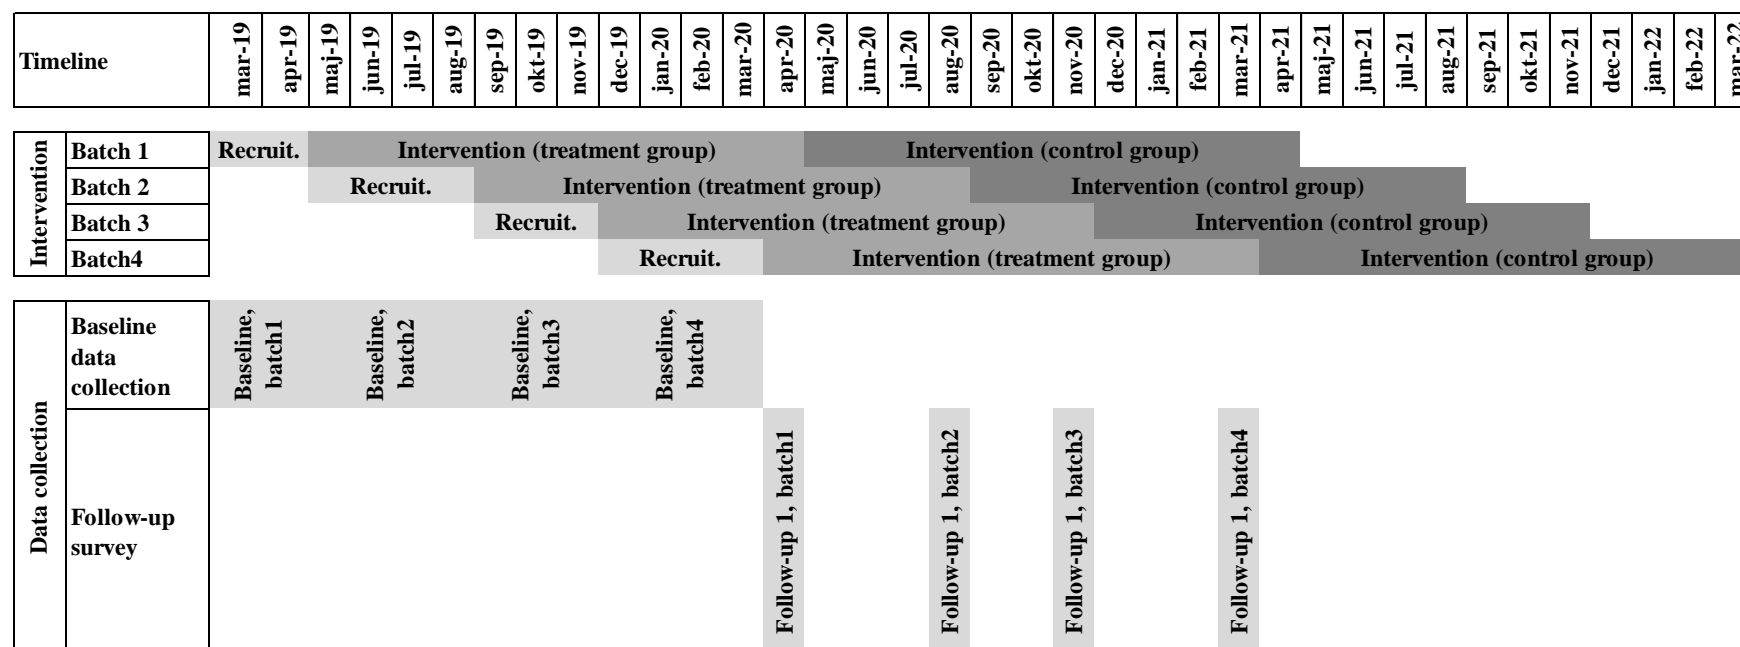 Timeline
mar-19
apr-19
maj-19
jun-19
jul-19
aug-19
sep-19
okt-19
nov-19
dec-19
jan-20
feb-20
mar-20
apr-20
maj-20
jun-20
jul-20
aug-20
sep-20
okt-20
nov-20
dec-20
jan-21
feb-21
mar-21
apr-21
maj-21
jun-21
jul-21
aug-21
sep-21
okt-21
nov-21
dec-21
jan-22
feb-22
mar-22
Intervention
Batch 1
Recruit.
Intervention (treatment group)
Intervention (control group)
Batch 2
Recruit.
Intervention (treatment group)
Intervention (control group)
Batch 3
Recruit.
Intervention (treatment group)
Intervention (control group)
Batch4
Recruit.
Intervention (treatment group)
Intervention (control group)
Data collection
Baseline
data
collection
Baseline,
batch1
Baseline,
batch2
Baseline,
batch3
Baseline,
batch4
Follow-up
survey
Follow-up 1, batch1
Follow-up 1, batch2
Follow-up 1, batch3
Follow-up 1, batch4